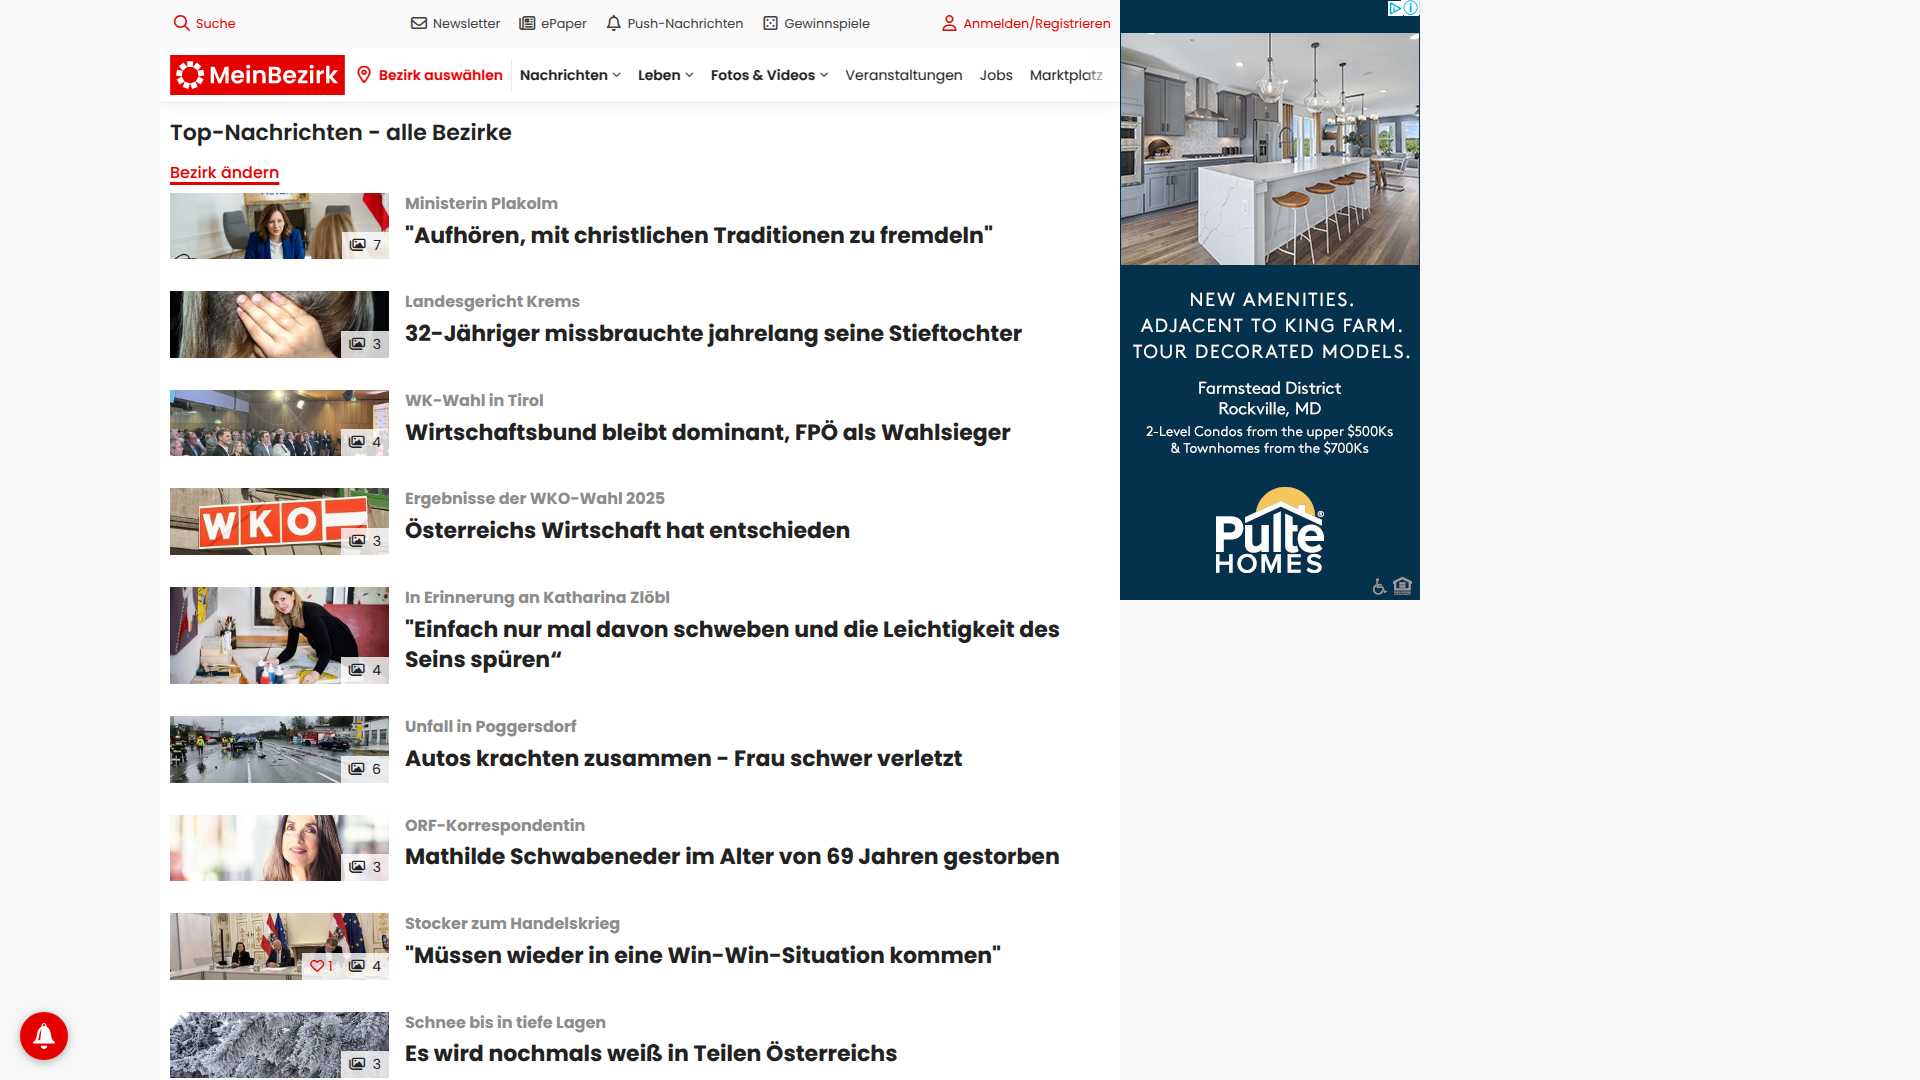 Suche
Newsletter
ePaper
Push-Nachrichten
Gewinnspiele
Anmelden/Registrieren
MeinBezirk
Bezirk auswählen
Nachrichten
Leben
Fotos & Videos
Veranstaltungen
Jobs
Marktplatz
Top-Nachrichten - alle Bezirke
Bezirk ändern
7
Ministerin Plakolm
"Aufhören, mit christlichen Traditionen zu fremdeln"
3
Landesgericht Krems
32-Jähriger missbrauchte jahrelang seine Stieftochter
4
WK-Wahl in Tirol
Wirtschaftsbund bleibt dominant, FPÖ als Wahlsieger
WKO
3
Ergebnisse der WKO-Wahl 2025
Österreichs Wirtschaft hat entschieden
4
In Erinnerung an Katharina Zlöbl
"Einfach nur mal davon schweben und die Leichtigkeit des
Seins spüren“
6
Unfall in Poggersdorf
Autos krachten zusammen - Frau schwer verletzt
3
ORF-Korrespondentin
Mathilde Schwabeneder im Alter von 69 Jahren gestorben
1
4
Stocker zum Handelskrieg
"Müssen wieder in eine Win-Win-Situation kommen"
3
Schnee bis in tiefe Lagen
Es wird nochmals weiß in Teilen Österreichs
NEW AMENITIES.
ADJACENT TO KING FARM.
TOUR DECORATED MODELS.
Farmstead District
Rockville, MD
2-Level Condos from the upper $500Ks
& Townhomes from the $700Ks
Pulte®
HOMES